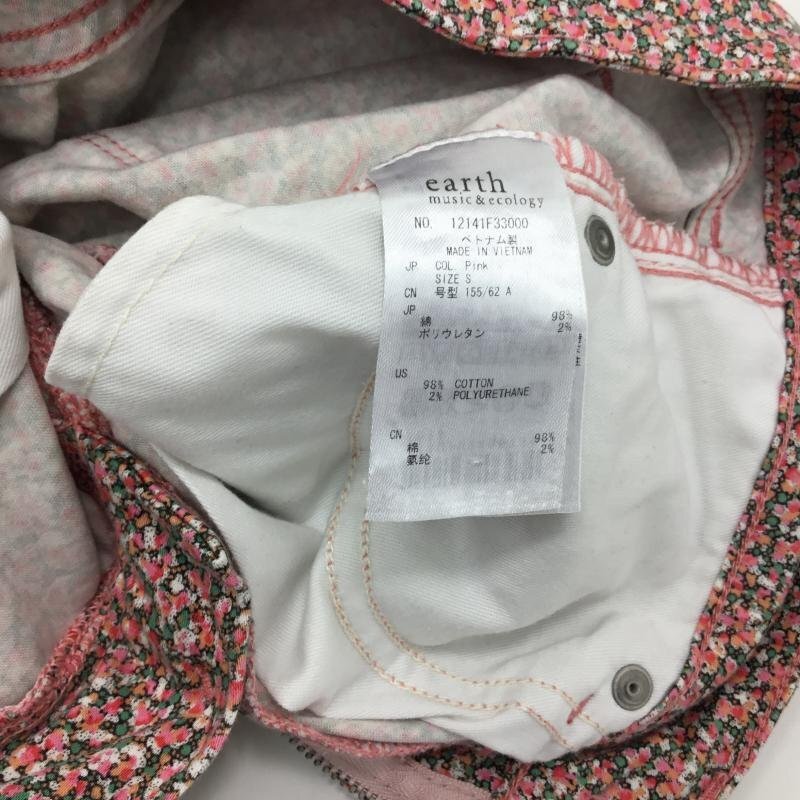 earth
music&ecology
NO. 12141F33000
ベトナム製
MADE IN VIETNAM
JP COL. Pink
SIZE S
CN 号型 155/62 A
JP
綿 98%
ポリウレタン 2%
US
98% COTTON
2% POLYURETHANE
CN
棉 98%
氨纶 2%